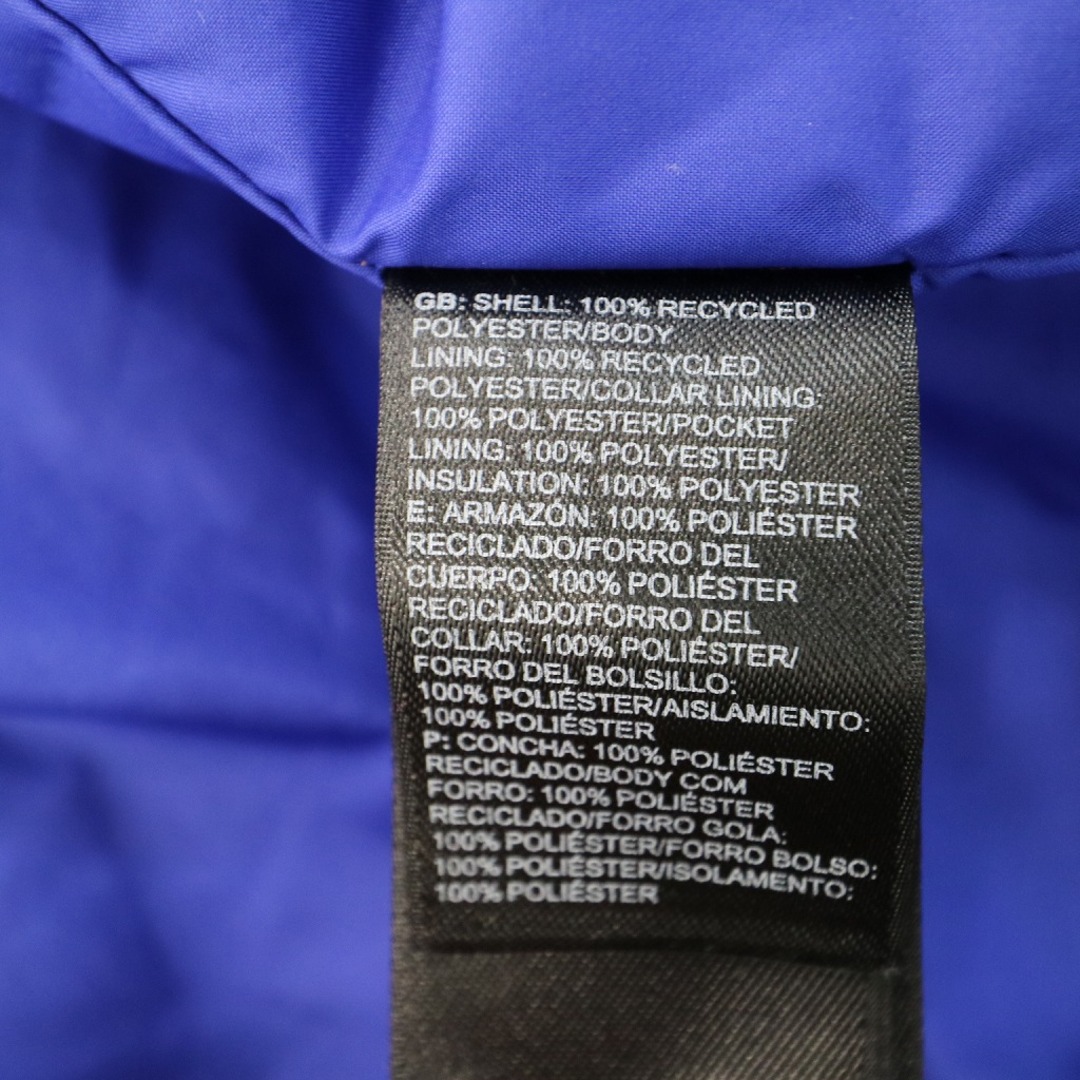 GB: SHELL: 100% RECYCLED
POLYESTER/BODY
LINING: 100% RECYCLED
POLYESTER/COLLAR LINING:
100% POLYESTER/POCKET
LINING: 100% POLYESTER/
INSULATION: 100% POLYESTER
E: ARMAZÓN: 100% POLIÉSTER
RECICLADO/FORRO DEL
CUERPO: 100% POLIÉSTER
RECICLADO/FORRO DEL
COLLAR: 100% POLIÉSTER/
FORRO DEL BOLSILLO:
100% POLIÉSTER/AISLAMIENTO:
100% POLIÉSTER
P: CONCHA: 100% POLIÉSTER
RECICLADO/BODY COM
FORRO: 100% POLIÉSTER
RECICLADO/FORRO GOLA:
100% POLIÉSTER/FORRO BOLSO:
100% POLIÉSTER/ISOLAMENTO:
100% POLIÉSTER